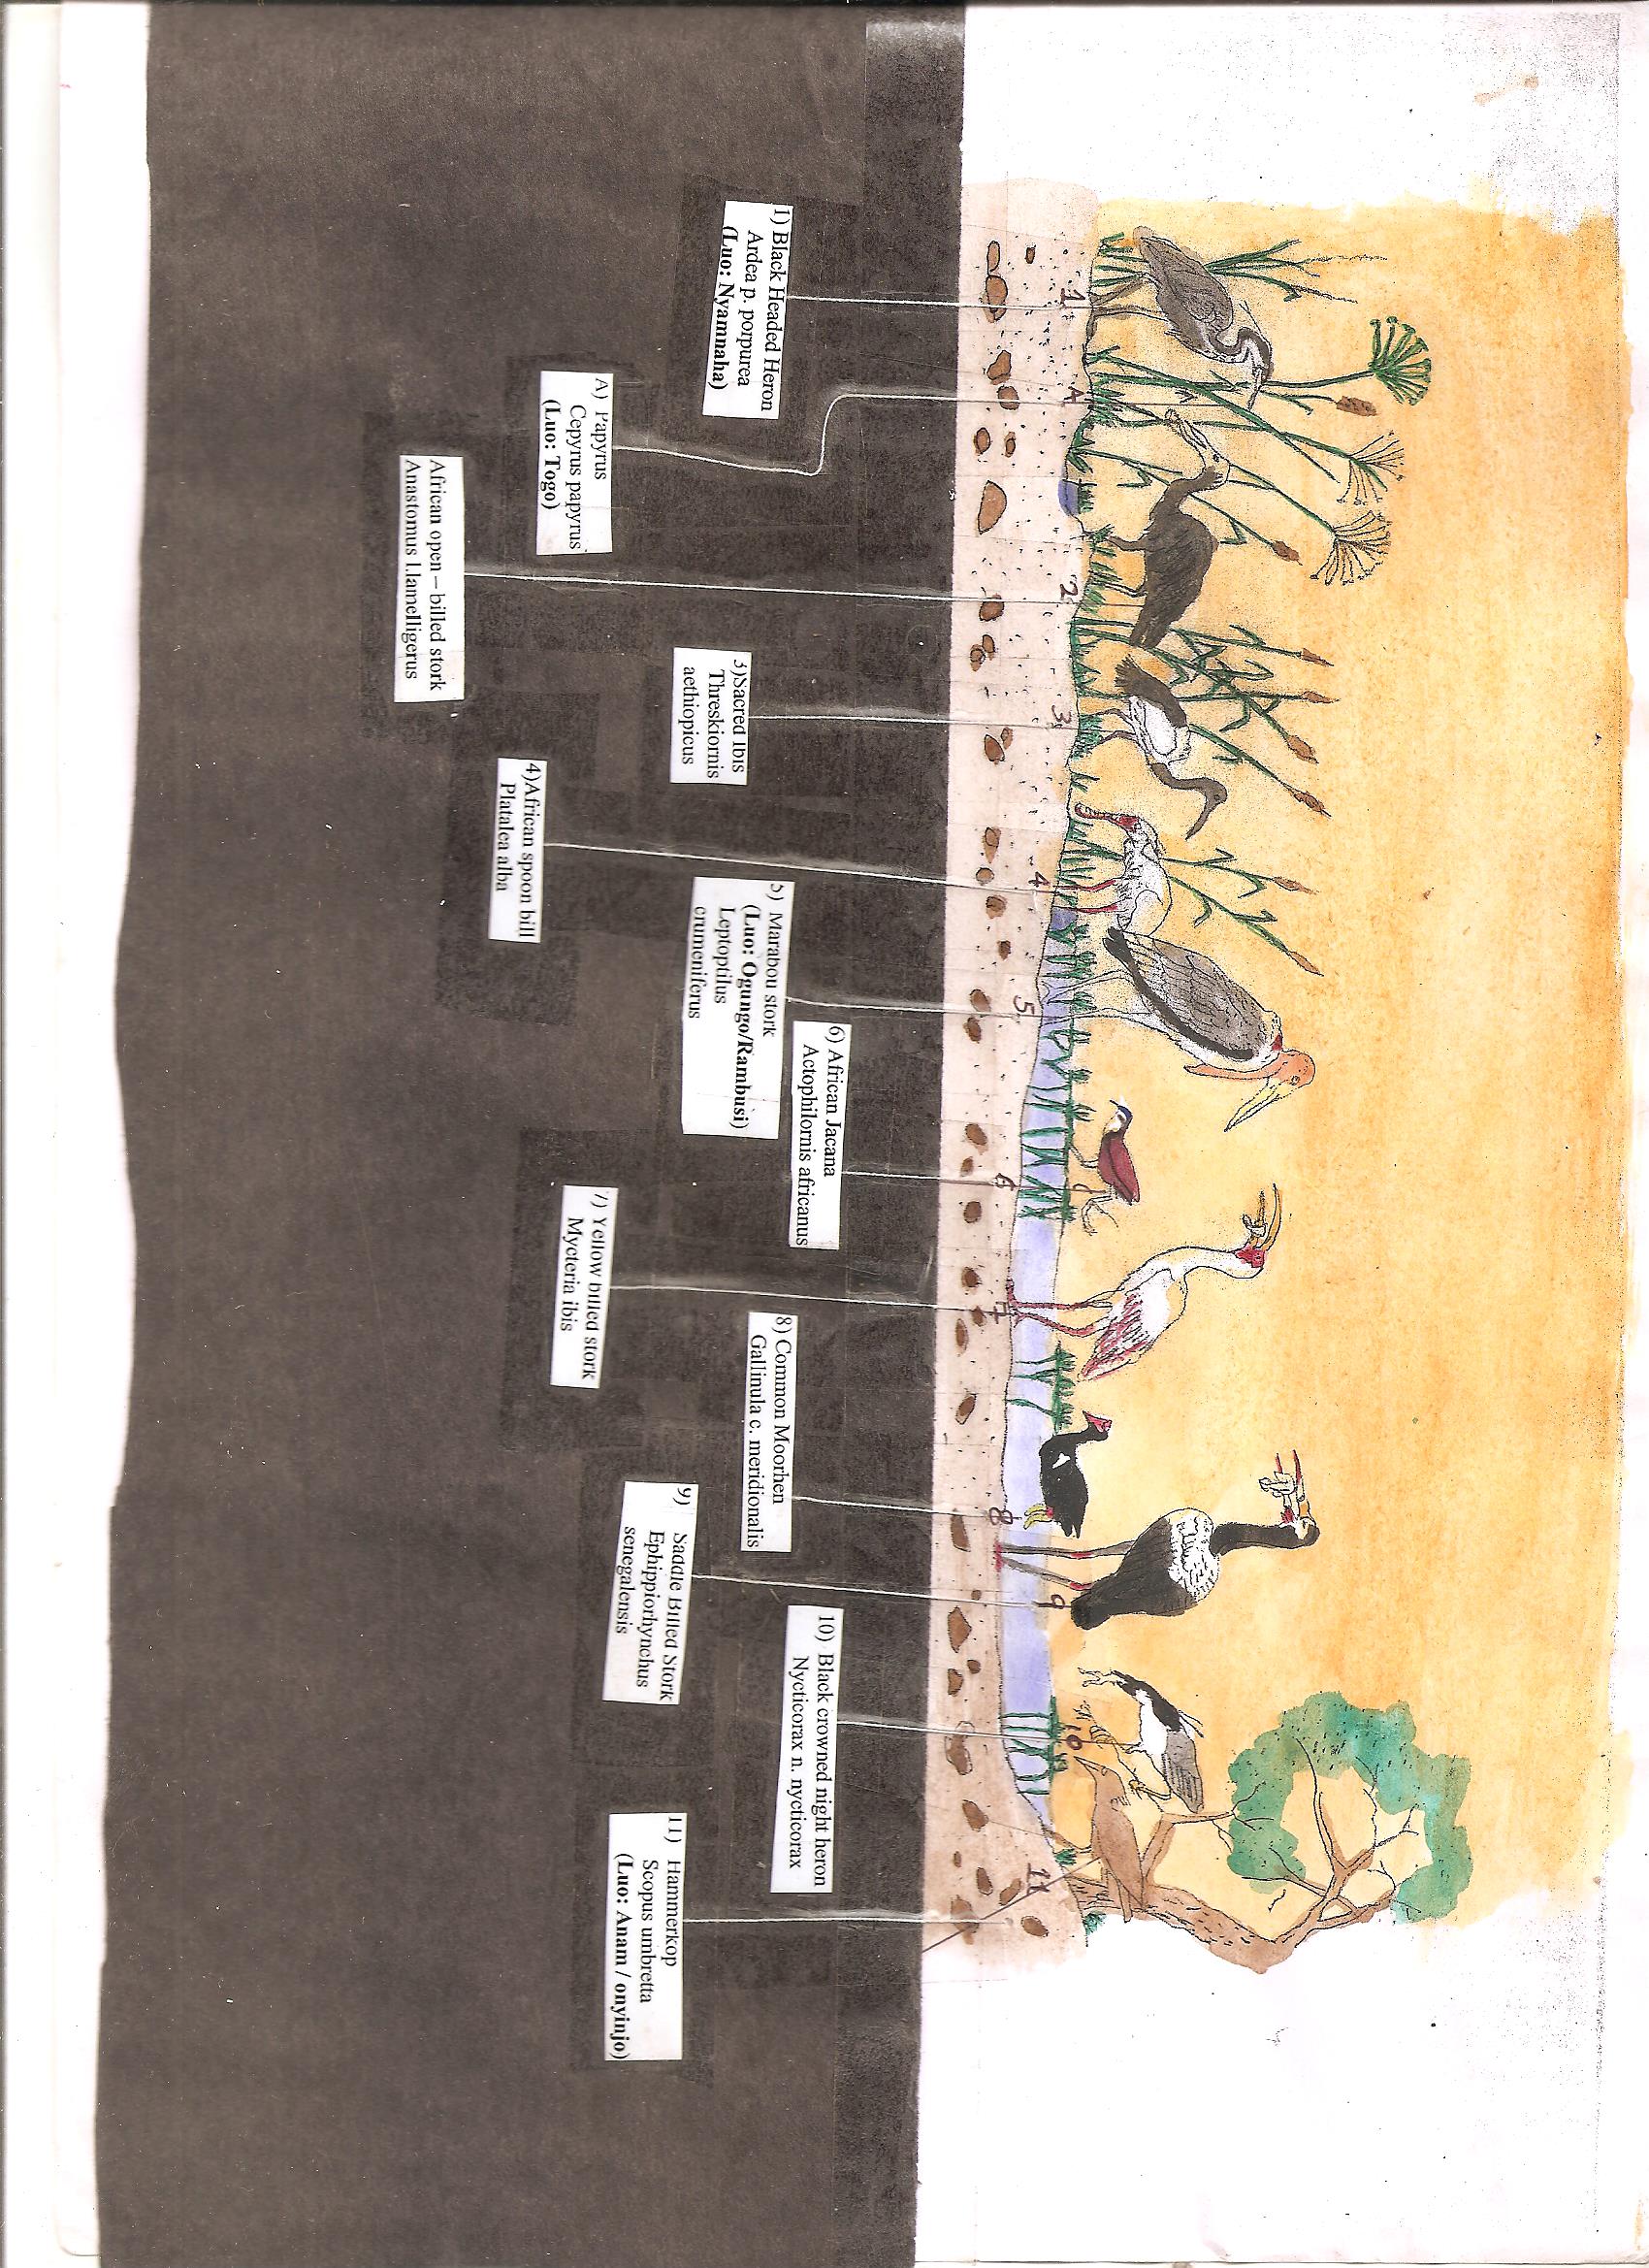 1
A
2
3
4
5
6
7
8
9
10
11
1) Black Headed Heron
Ardea p. porpurea
(Luo: Nyamnaha)
A) Papyrus
Cepyrus papyrus
(Luo: Togo)
African open – billed stork
Anastomus Llamelligerus
3)Sacred Ibis
Threskiornis
aethiopicus
4)African spoon bill
Platalea alba
5) Marabou stork
(Luo: Ogungo/Rambusi)
Leptoptilus
crumeniferus
6) African Jacana
Actophilornis africanus
7) Yellow billed stork
Mycteria ibis
8) Common Moorhen
Gallinula c. meridionalis
9) Saddle Billed Stork
Ephippiorhynchus
senegalensis
10) Black crowned night heron
Nycticorax n. nycticorax
11) Hammerkop
Scopus umbretta
(Luo: Anam / onyinjo)